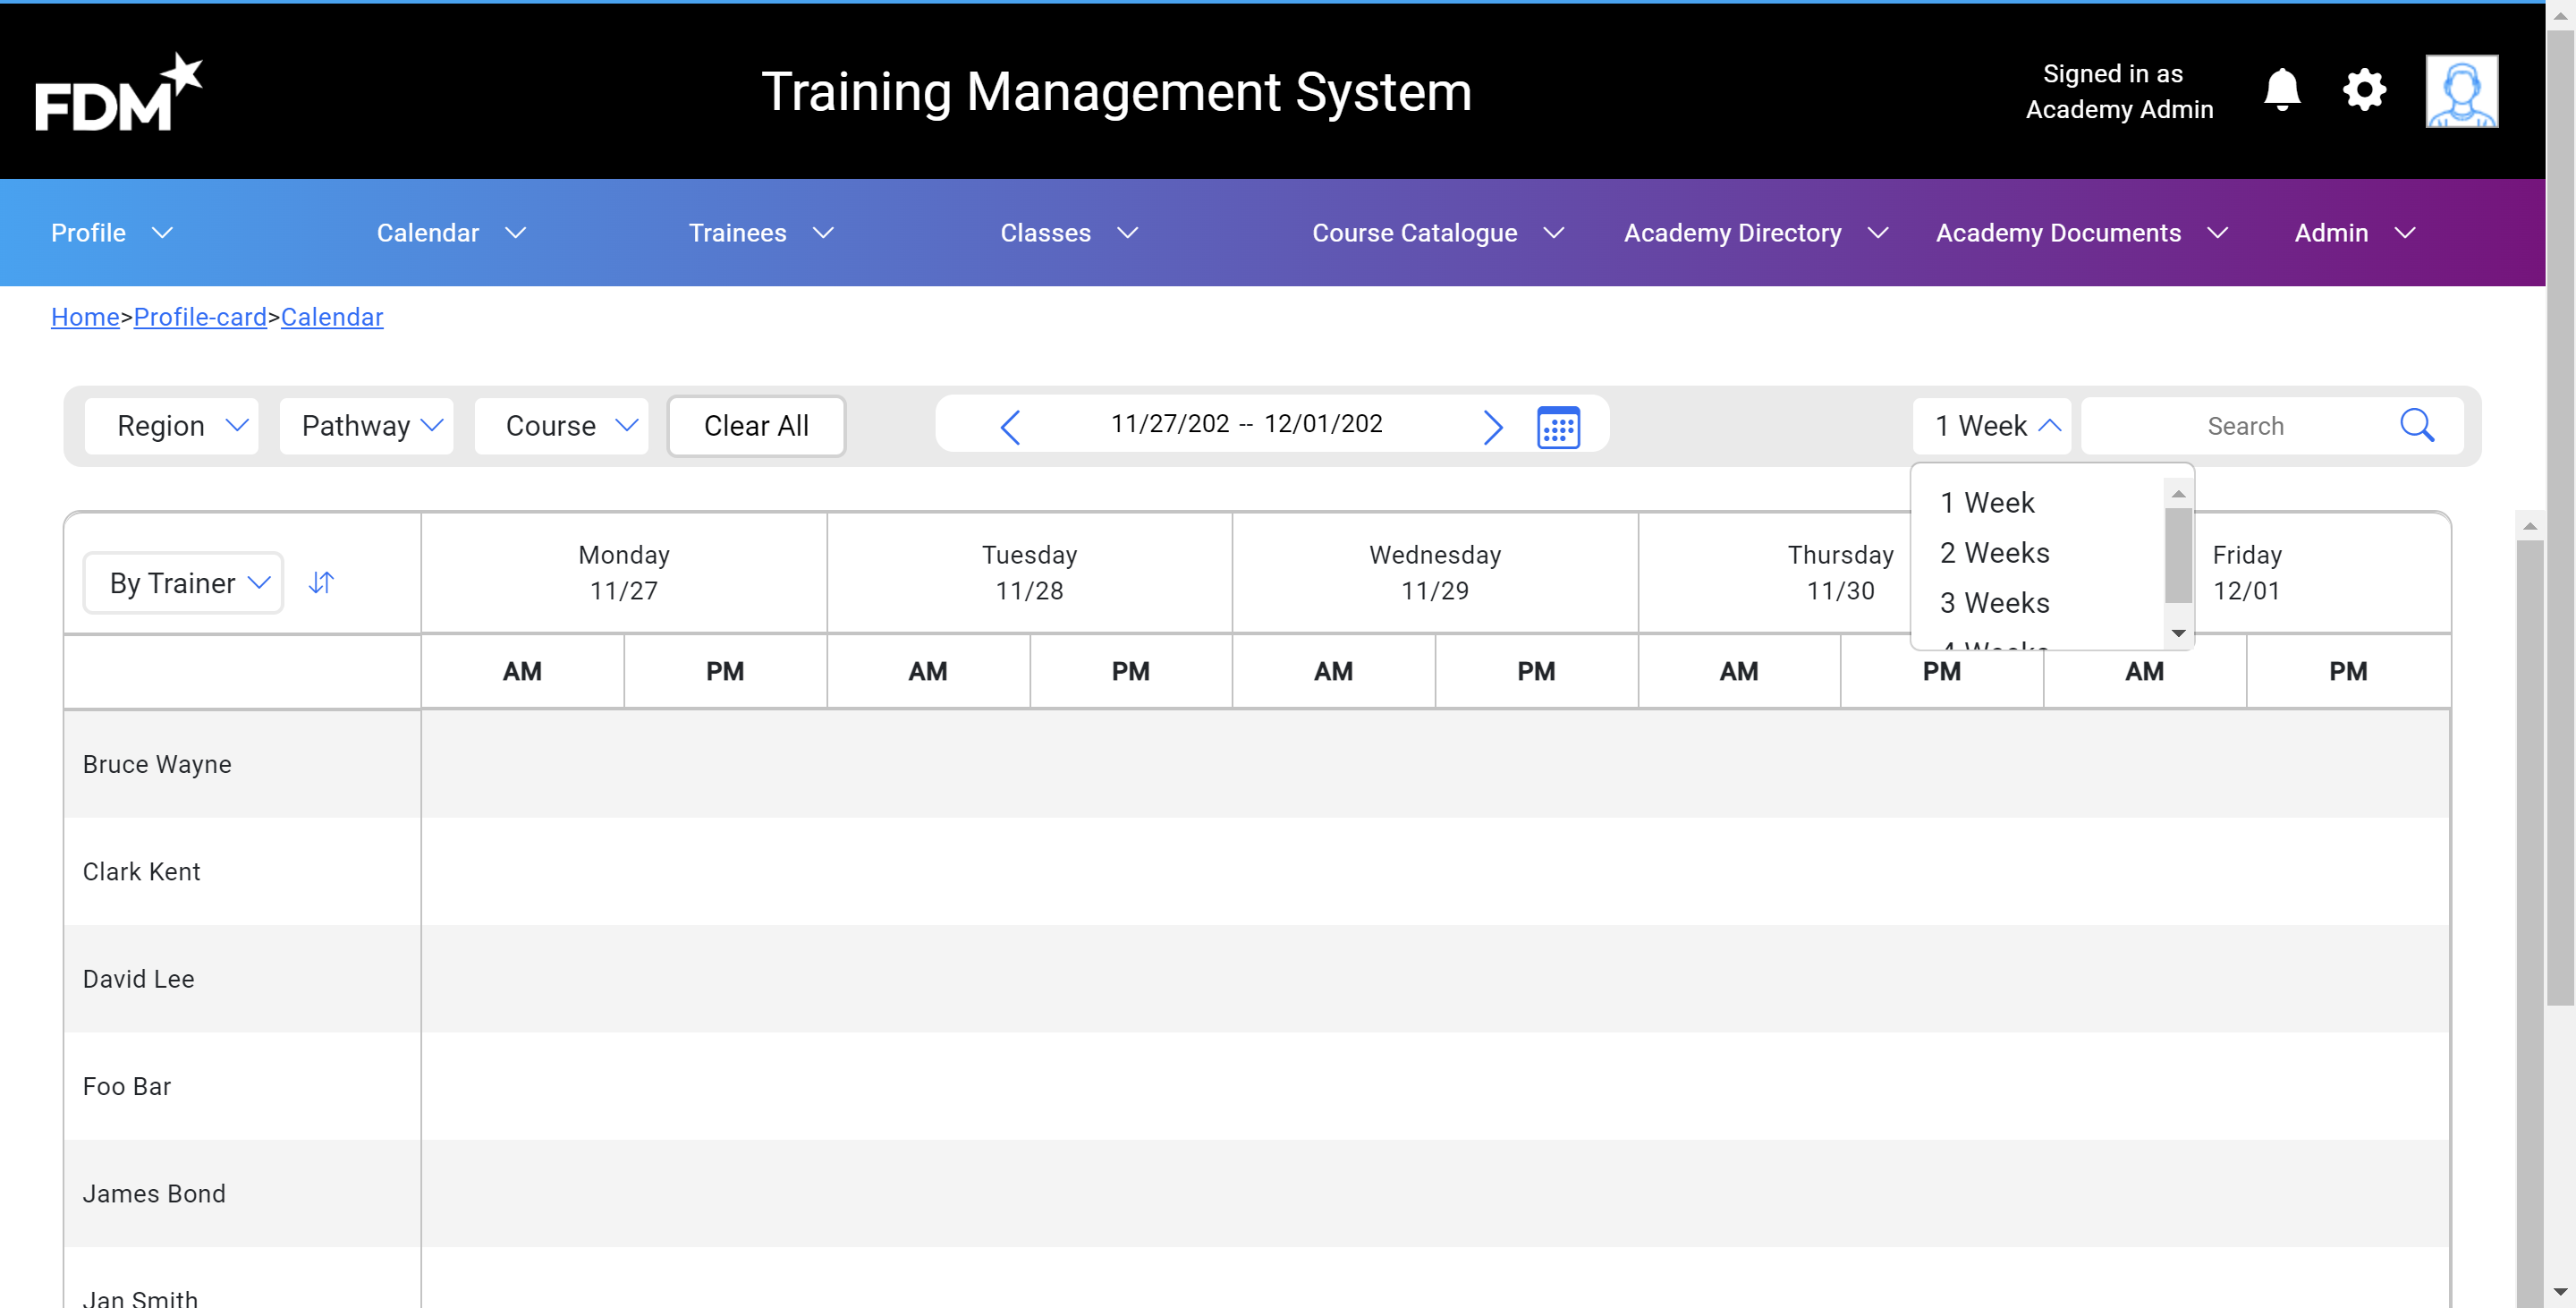 FDM
Training Management System
Signed in as
Academy Admin
Profile
Calendar
Trainees
Classes
Course Catalogue
Academy Directory
Academy Documents
Admin
Home>Profile-card>Calendar
Region
Pathway
Course
Clear All
11/27/202 -- 12/01/202
1 Week
Search
1 Week
2 Weeks
3 Weeks
4 Weeks
By Trainer
Monday
11/27
Tuesday
11/28
Wednesday
11/29
Thursday
11/30
Friday
12/01
AM PM AM PM AM PM AM PM AM PM
Bruce Wayne
Clark Kent
David Lee
Foo Bar
James Bond
Jan Smith